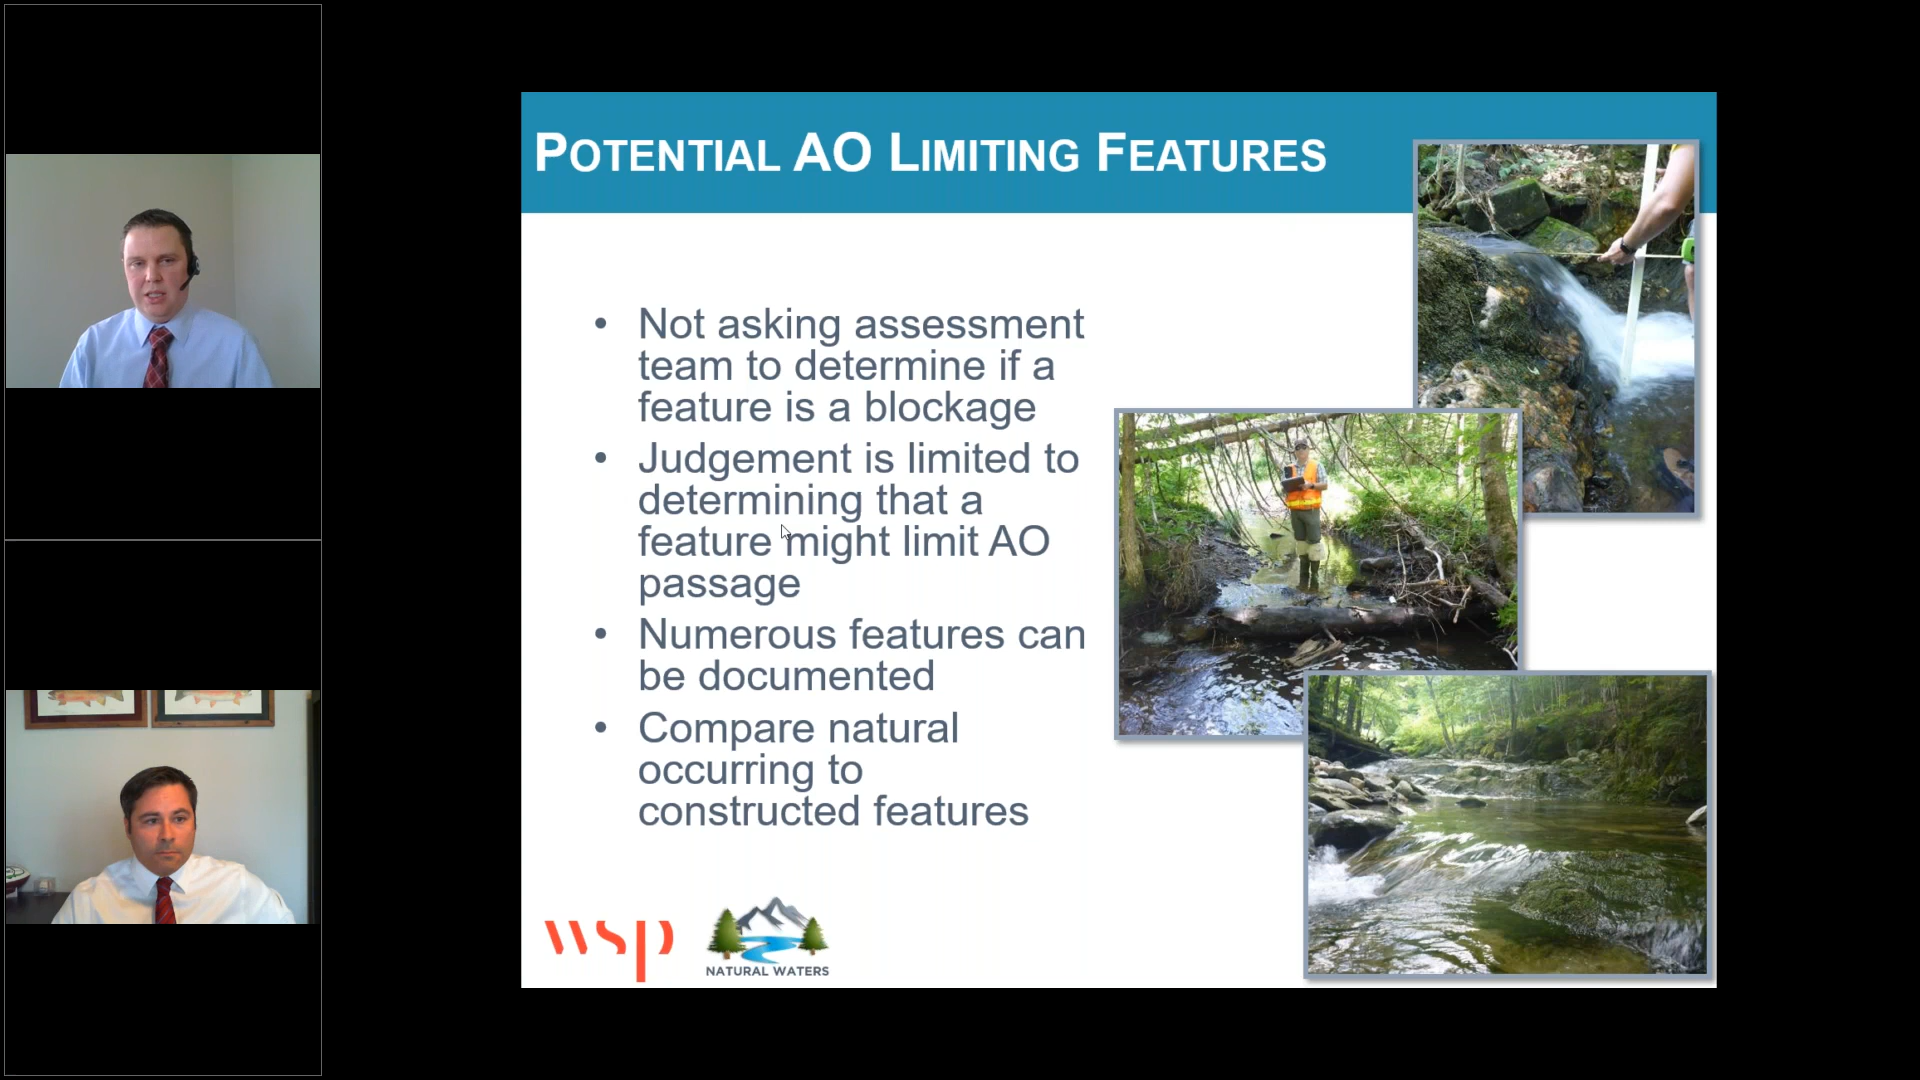 POTENTIAL AO LIMITING FEATURES
• Not asking assessment
team to determine if a
feature is a blockage
• Judgement is limited to
determining that a
feature might limit AO
passage
• Numerous features can
be documented
• Compare natural
occurring to
constructed features
wsp
NATURAL WATERS